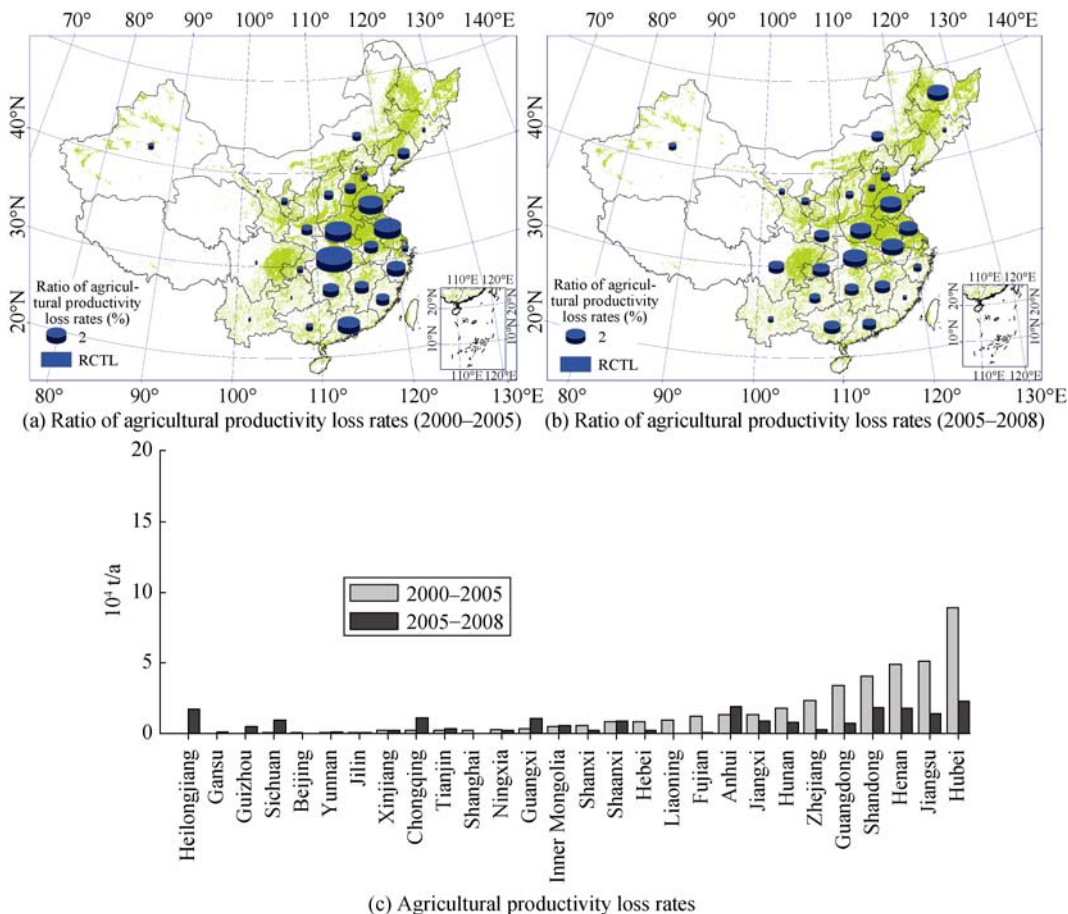 70° 80° 90° 100° 110° 120° 130° 140°E
70° 80° 90° 100° 110° 120° 130° 140°E
40°N
30°N
20°N
Ratio of agricul-
tural productivity
loss rates (%)
2
RCTL
110°E 120°E
20°N
10°N
20°N
10°N
110°E 120°E
80° 90° 100° 110° 120° 130°E
40°N
30°N
20°N
Ratio of agricul-
tural productivity
loss rates (%)
2
RCTL
110°E 120°E
20°N
10°N
20°N
10°N
110°E 120°E
90° 100° 110° 120° 130°E
(a) Ratio of agricultural productivity loss rates (2000–2005)
(b) Ratio of agricultural productivity loss rates (2005–2008)
20
15
10
5
0
10⁴ t/a
2000–2005
2005–2008
Heilongjiang
Gansu
Guizhou
Sichuan
Beijing
Yunnan
Jilin
Xinjiang
Chongqing
Tianjin
Shanghai
Ningxia
Guangxi
Inner Mongolia
Shanxi
Shaanxi
Hebei
Liaoning
Fujian
Anhui
Jiangxi
Hunan
Zhejiang
Guangdong
Shandong
Henan
Jiangsu
Hubei
(c) Agricultural productivity loss rates